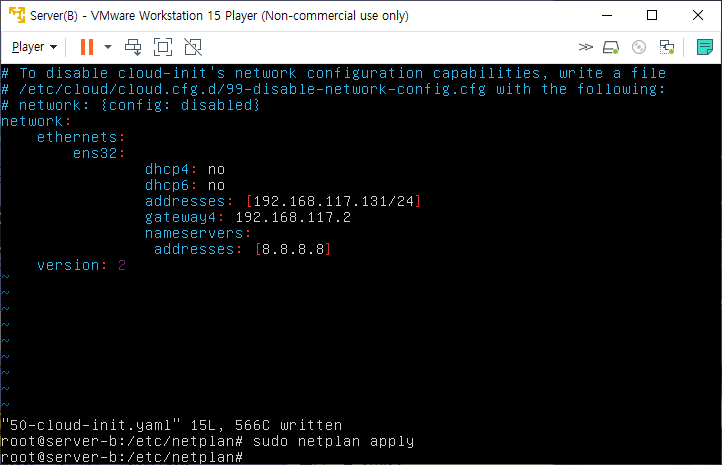 Server(B) - VMware Workstation 15 Player (Non-commercial use only)
Player
# To disable cloud-init's network configuration capabilities, write a file
# /etc/cloud/cloud.cfg.d/99-disable-network-config.cfg with the following:
# network: {config: disabled}
network:
    ethernets:
        ens32:
                dhcp4: no
                dhcp6: no
                addresses: [192.168.117.131/24]
                gateway4: 192.168.117.2
                nameservers:
                 addresses: [8.8.8.8]
    version: 2
~
~
~
~
~
~
~
~
~
"50-cloud-init.yaml" 15L, 566C written
root@server-b:/etc/netplan# sudo netplan apply
root@server-b:/etc/netplan#